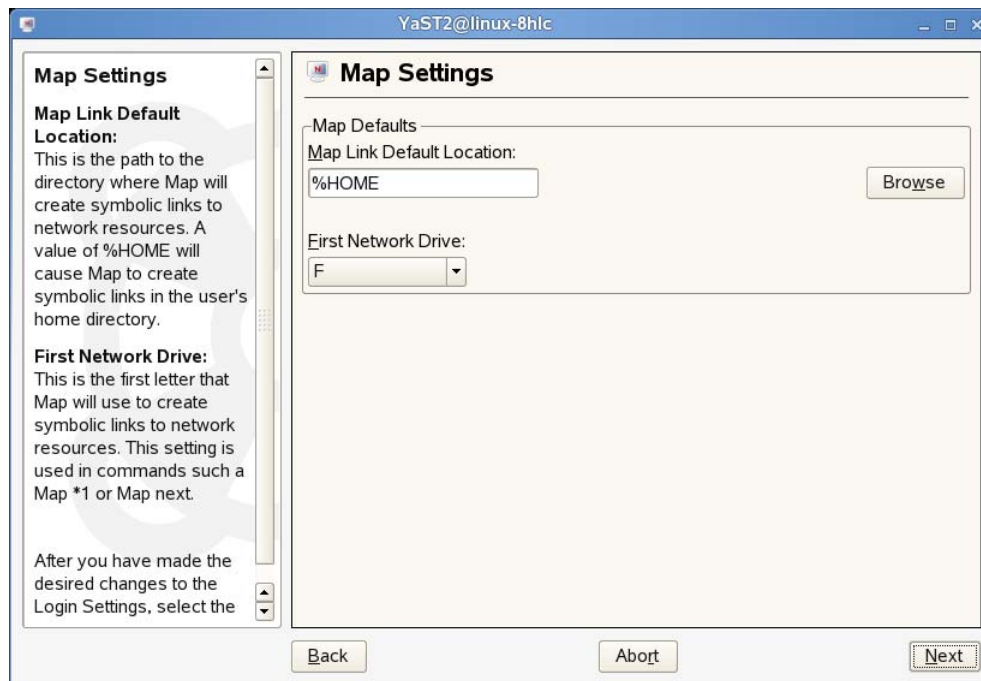 YaST2@linux-8hlc
Map Settings
Map Link Default
Location:
This is the path to the
directory where Map will
create symbolic links to
network resources. A
value of %HOME will
cause Map to create
symbolic links in the user's
home directory.
First Network Drive:
This is the first letter that
Map will use to create
symbolic links to network
resources. This setting is
used in commands such a
Map *1 or Map next.
After you have made the
desired changes to the
Login Settings, select the
Map Settings
Map Defaults
Map Link Default Location:
%HOME
Browse
First Network Drive:
F
Back
Abort
Next